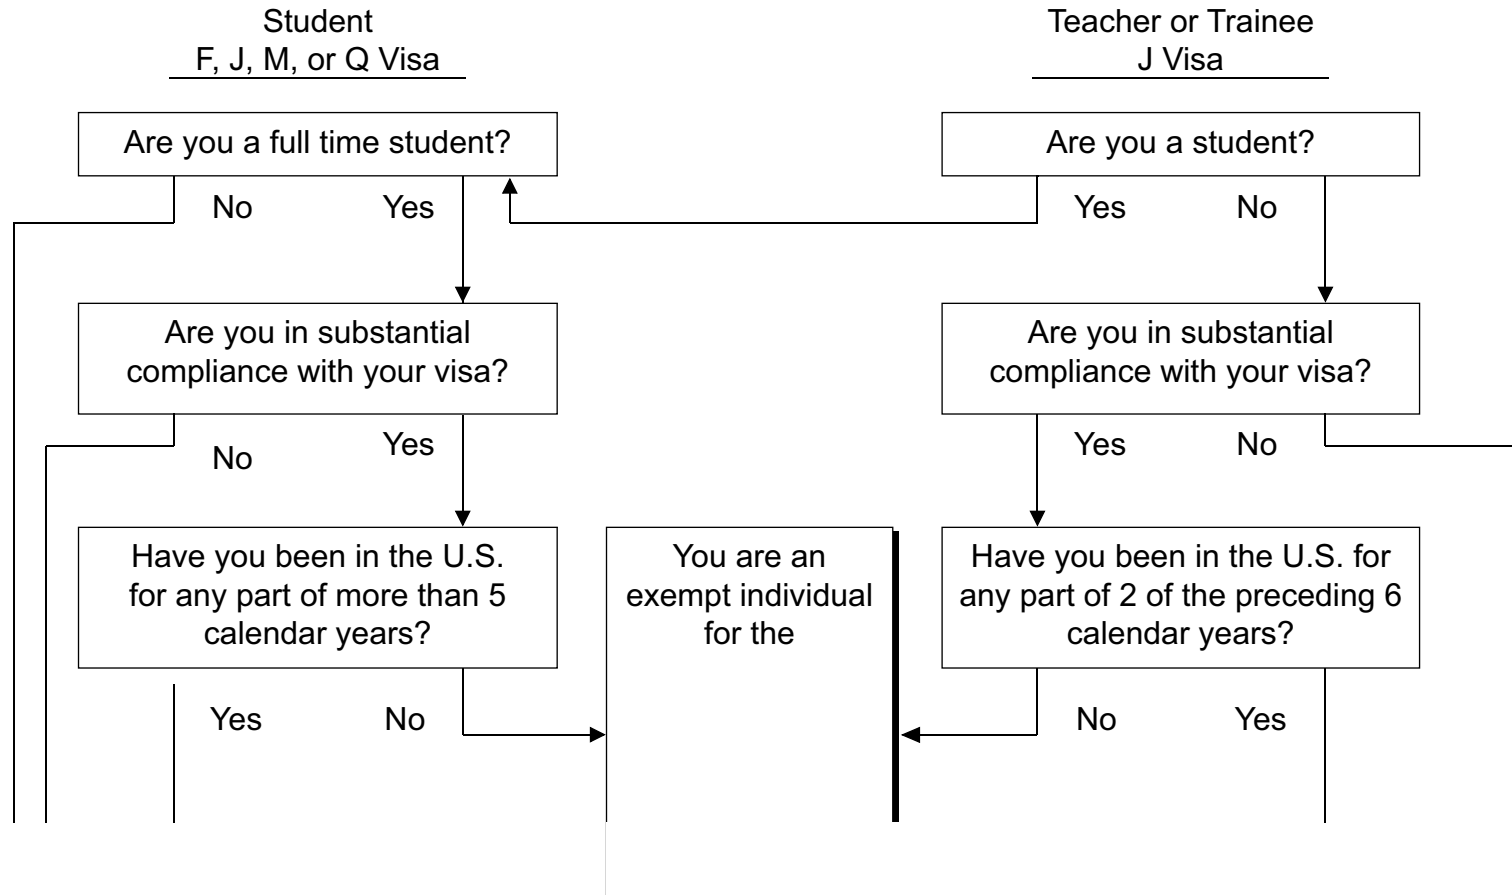 Student
F, J, M, or Q Visa
Teacher or Trainee
J Visa
Are you a full time student?
Are you a student?
No
Yes
Yes
No
Are you in substantial
compliance with your visa?
Are you in substantial
compliance with your visa?
No
Yes
Yes
No
Have you been in the U.S.
for any part of more than 5
calendar years?
You are an
exempt individual
for the
Have you been in the U.S. for
any part of 2 of the preceding 6
calendar years?
Yes
No
No
Yes